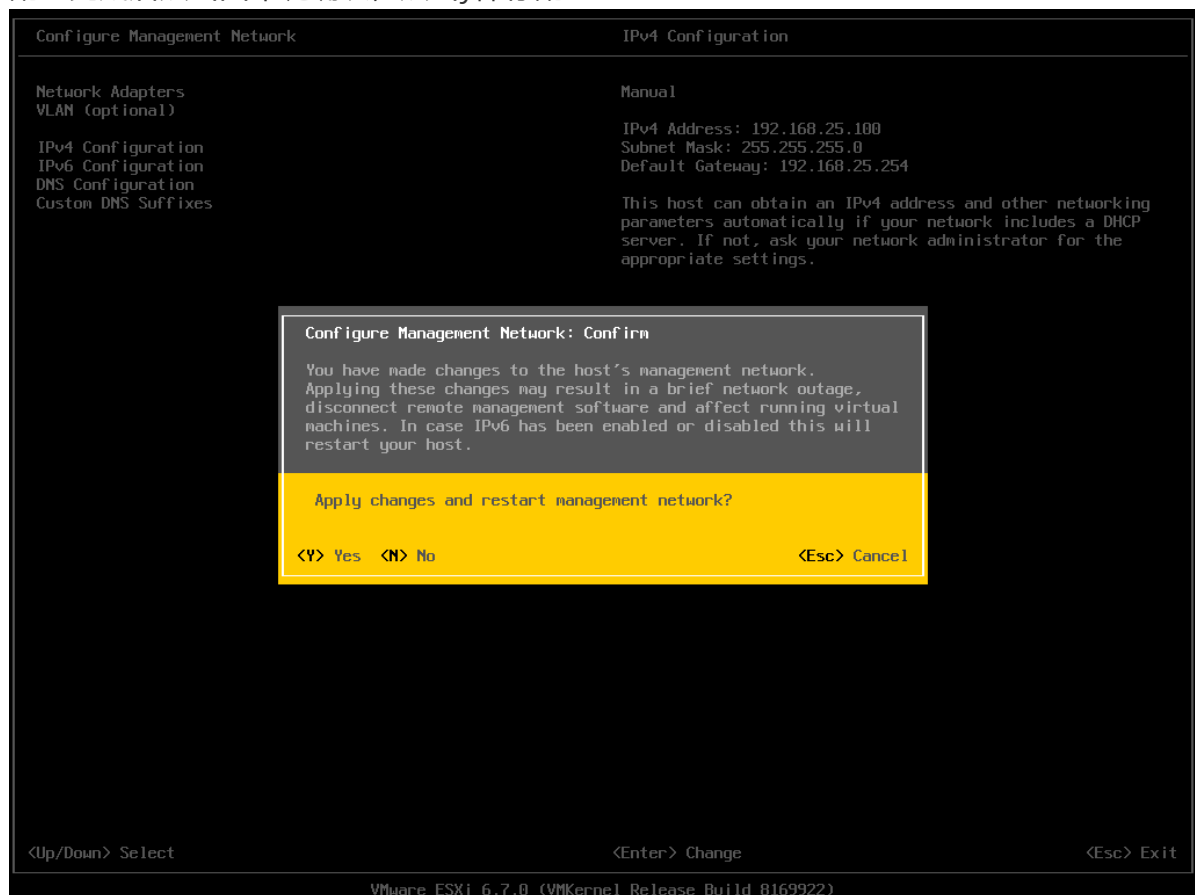 Configure Management Network
IPv4 Configuration
Network Adapters
VLAN (optional)
IPv4 Configuration
IPv6 Configuration
DNS Configuration
Custom DNS Suffixes
Manual
IPv4 Address: 192.168.25.100
Subnet Mask: 255.255.255.0
Default Gateway: 192.168.25.254
This host can obtain an IPv4 address and other networking
parameters automatically if your network includes a DHCP
server. If not, ask your network administrator for the
appropriate settings.
Configure Management Network: Confirm
You have made changes to the host's management network.
Applying these changes may result in a brief network outage,
disconnect remote management software and affect running virtual
machines. In case IPv6 has been enabled or disabled this will
restart your host.
Apply changes and restart management network?
<Y> Yes <N> No <Esc> Cancel
<Up/Down> Select <Enter> Change <Esc> Exit
VMware ESXi 6.7.0 (VMKernel Release Build 8169922)